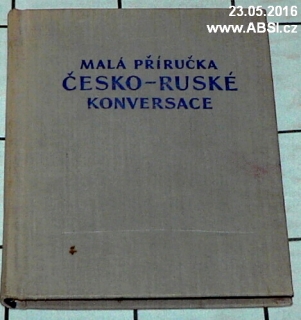 23.05.2016
www.ABSI.cz
MALÁ PŘÍRUČKA
ČESKO-RUSKÉ
KONVERSACE